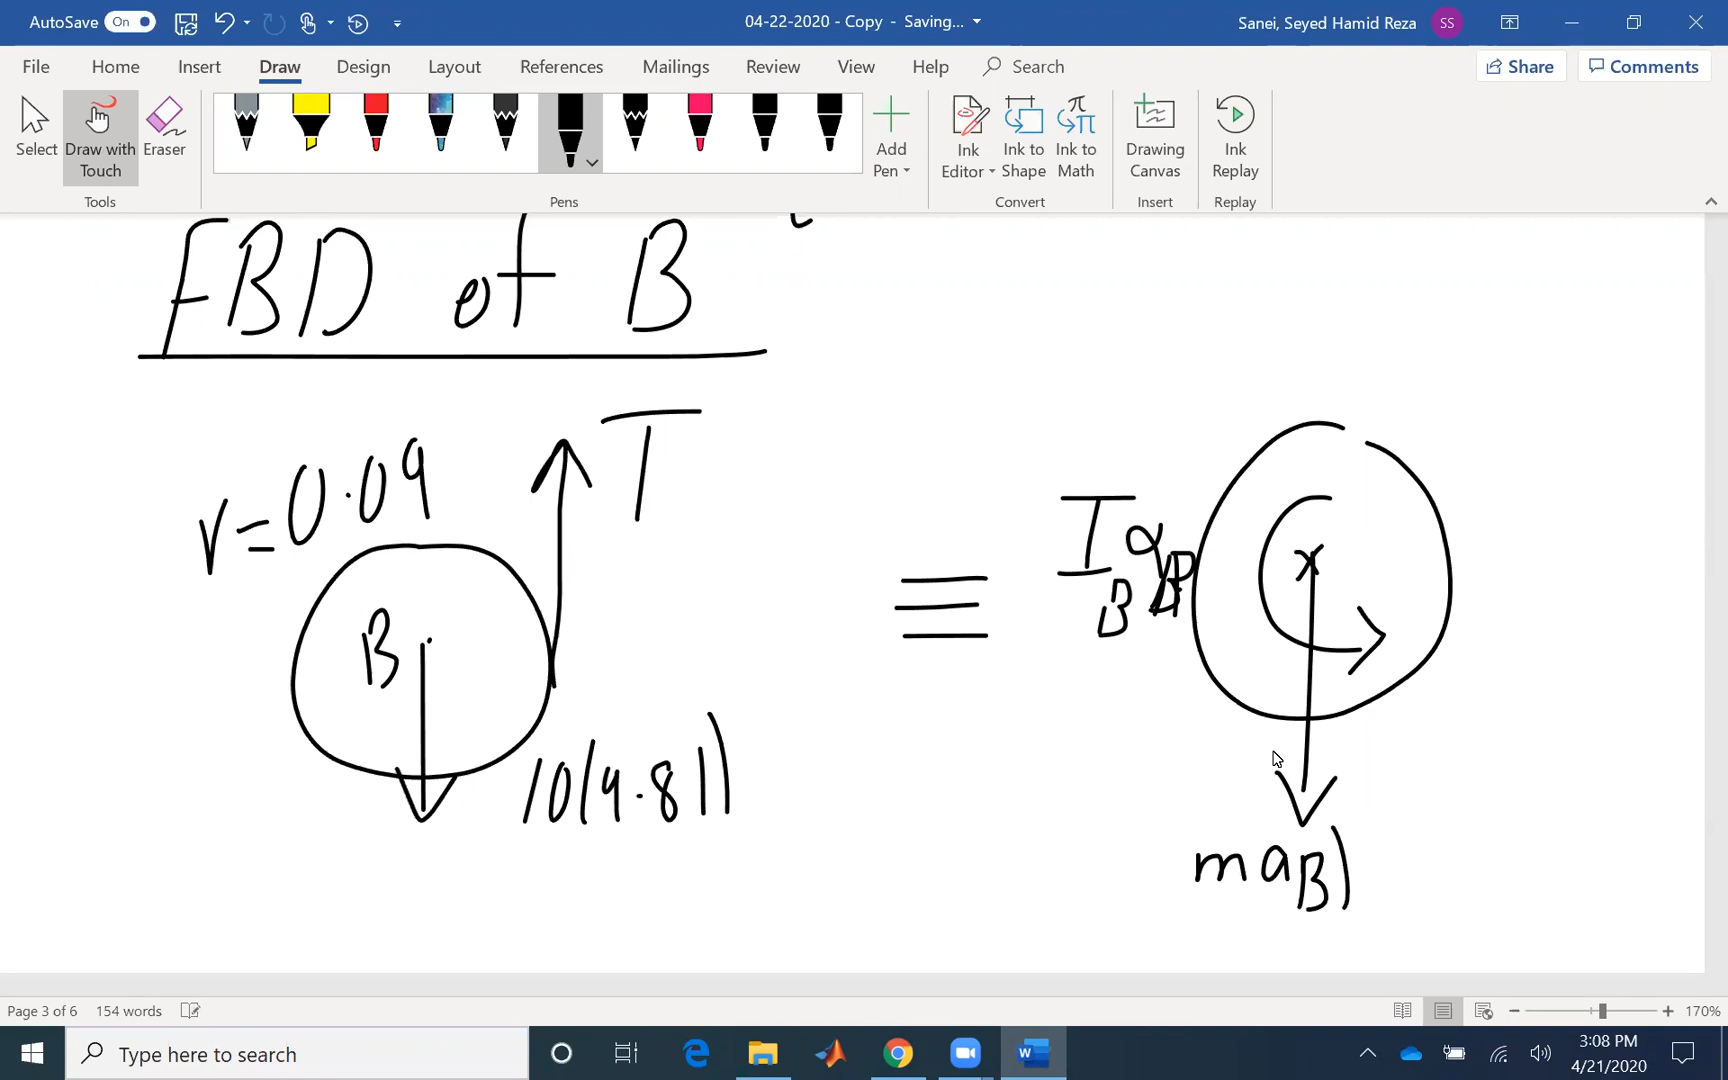 AutoSave On 04-22-2020 - Copy - Saving... Sanei, Seyed Hamid Reza SS
File Home Insert Draw Design Layout References Mailings Review View Help Search Share Comments
Select Draw with Touch Eraser Add Pen Ink Editor Ink to Shape Ink to Math Drawing Canvas Ink Replay
Tools Pens Convert Insert Replay
FBD of B
T
r=0.09
B
10(9.81)
≡
I_B α
m a_B)
Page 3 of 6 154 words 170%
Type here to search
3:08 PM
4/21/2020